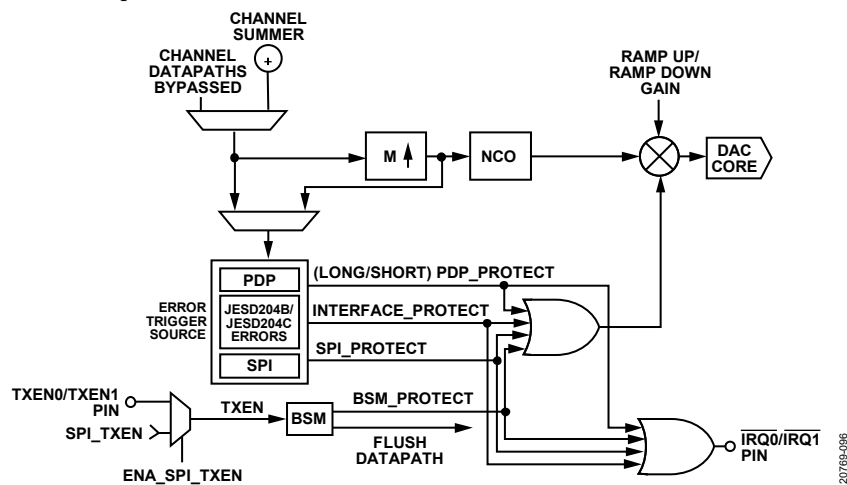 CHANNEL
SUMMER
+
CHANNEL
DATAPATHS
BYPASSED
RAMP UP/
RAMP DOWN
GAIN
M
NCO
DAC
CORE
ERROR
TRIGGER
SOURCE
PDP
JESD204B/
JESD204C
ERRORS
SPI
(LONG/SHORT) PDP_PROTECT
INTERFACE_PROTECT
SPI_PROTECT
TXEN0/TXEN1
PIN
SPI_TXEN
ENA_SPI_TXEN
TXEN
BSM
BSM_PROTECT
FLUSH
DATAPATH
IRQ0/IRQ1
PIN
20769-096